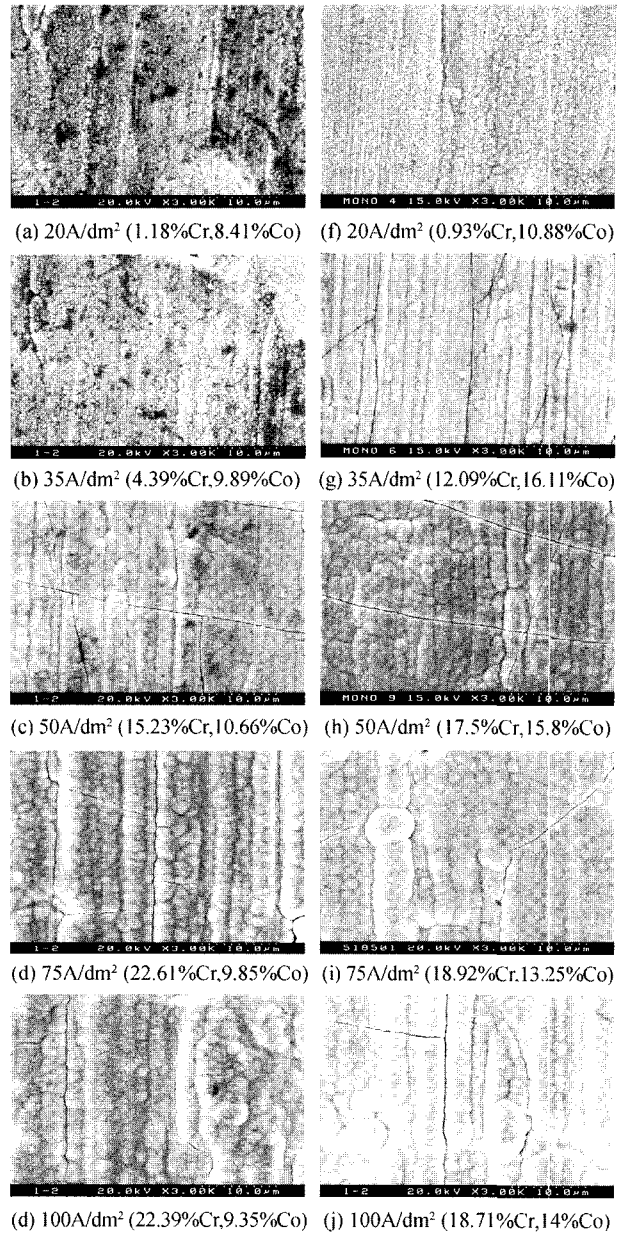 1-2 20.0kV X3.00K 10.0µm
MONO 4 15.0kV X3.00K 10.0µm
(a) 20A/dm² (1.18%Cr,8.41%Co)
(f) 20A/dm² (0.93%Cr,10.88%Co)
1-2 20.0kV X3.00K 10.0µm
MONO 6 15.0kV X3.00K 10.0µm
(b) 35A/dm² (4.39%Cr,9.89%Co)
(g) 35A/dm² (12.09%Cr,16.11%Co)
1-2 20.0kV X3.00K 10.0µm
MONO 9 15.0kV X3.00K 10.0µm
(c) 50A/dm² (15.23%Cr,10.66%Co)
(h) 50A/dm² (17.5%Cr,15.8%Co)
1-2 20.0kV X3.00K 10.0µm
518501 20.0kV X3.00K 10.0µm
(d) 75A/dm² (22.61%Cr,9.85%Co)
(i) 75A/dm² (18.92%Cr,13.25%Co)
1-2 20.0kV X3.00K 10.0µm
1-2 20.0kV X3.00K 10.0µm
(d) 100A/dm² (22.39%Cr,9.35%Co)
(j) 100A/dm² (18.71%Cr,14%Co)